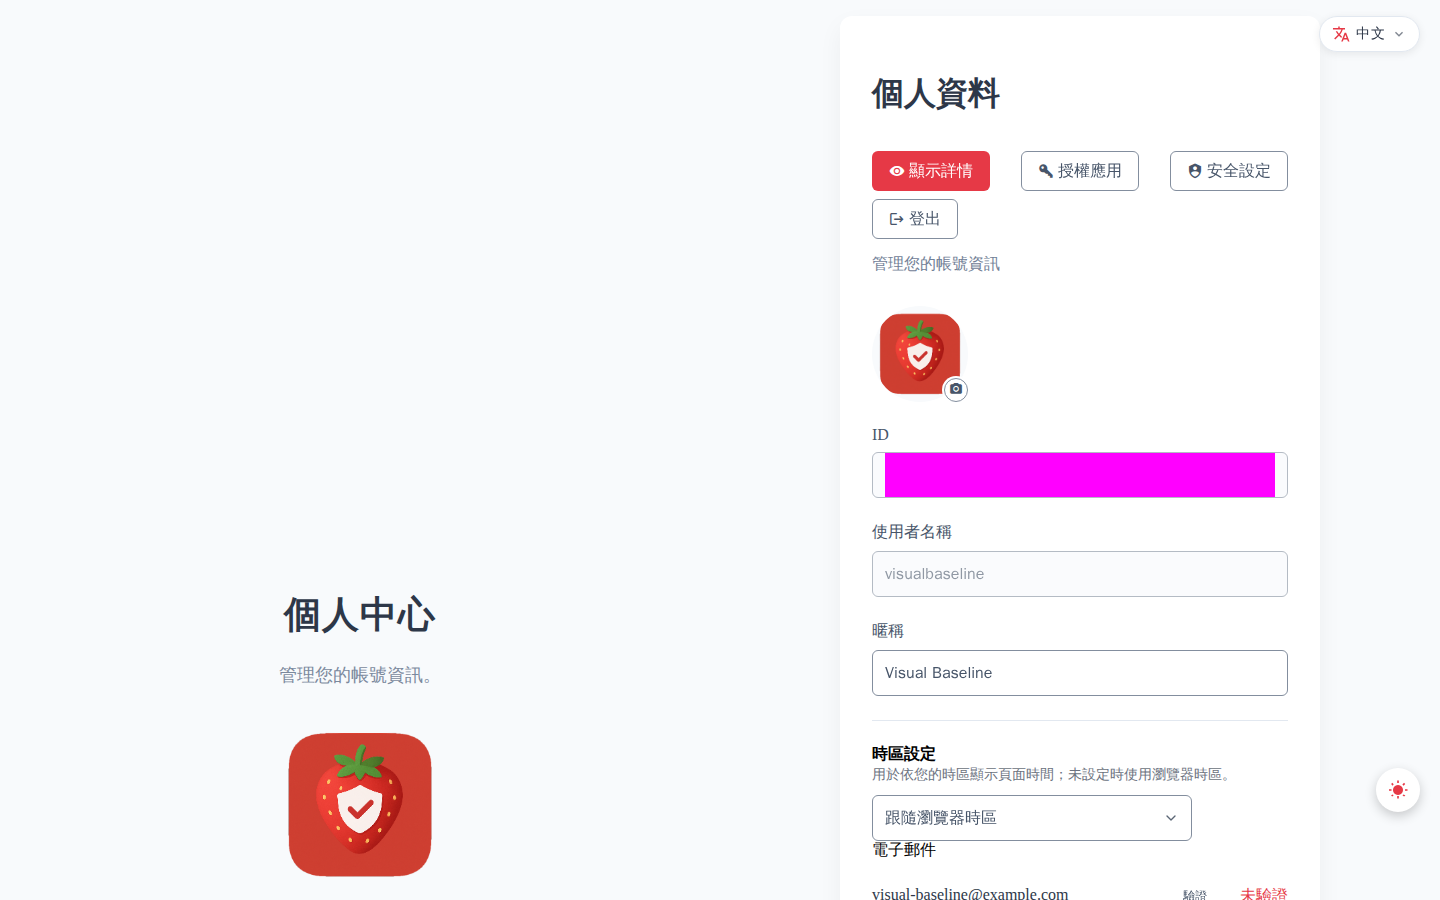 中文
個人資料
顯示詳情
授權應用
安全設定
登出
管理您的帳號資訊
ID
使用者名稱
visualbaseline
暱稱
Visual Baseline
時區設定
用於依您的時區顯示頁面時間；未設定時使用瀏覽器時區。
跟隨瀏覽器時區
電子郵件
visual-baseline@example.com 驗證 未驗證
個人中心
管理您的帳號資訊。